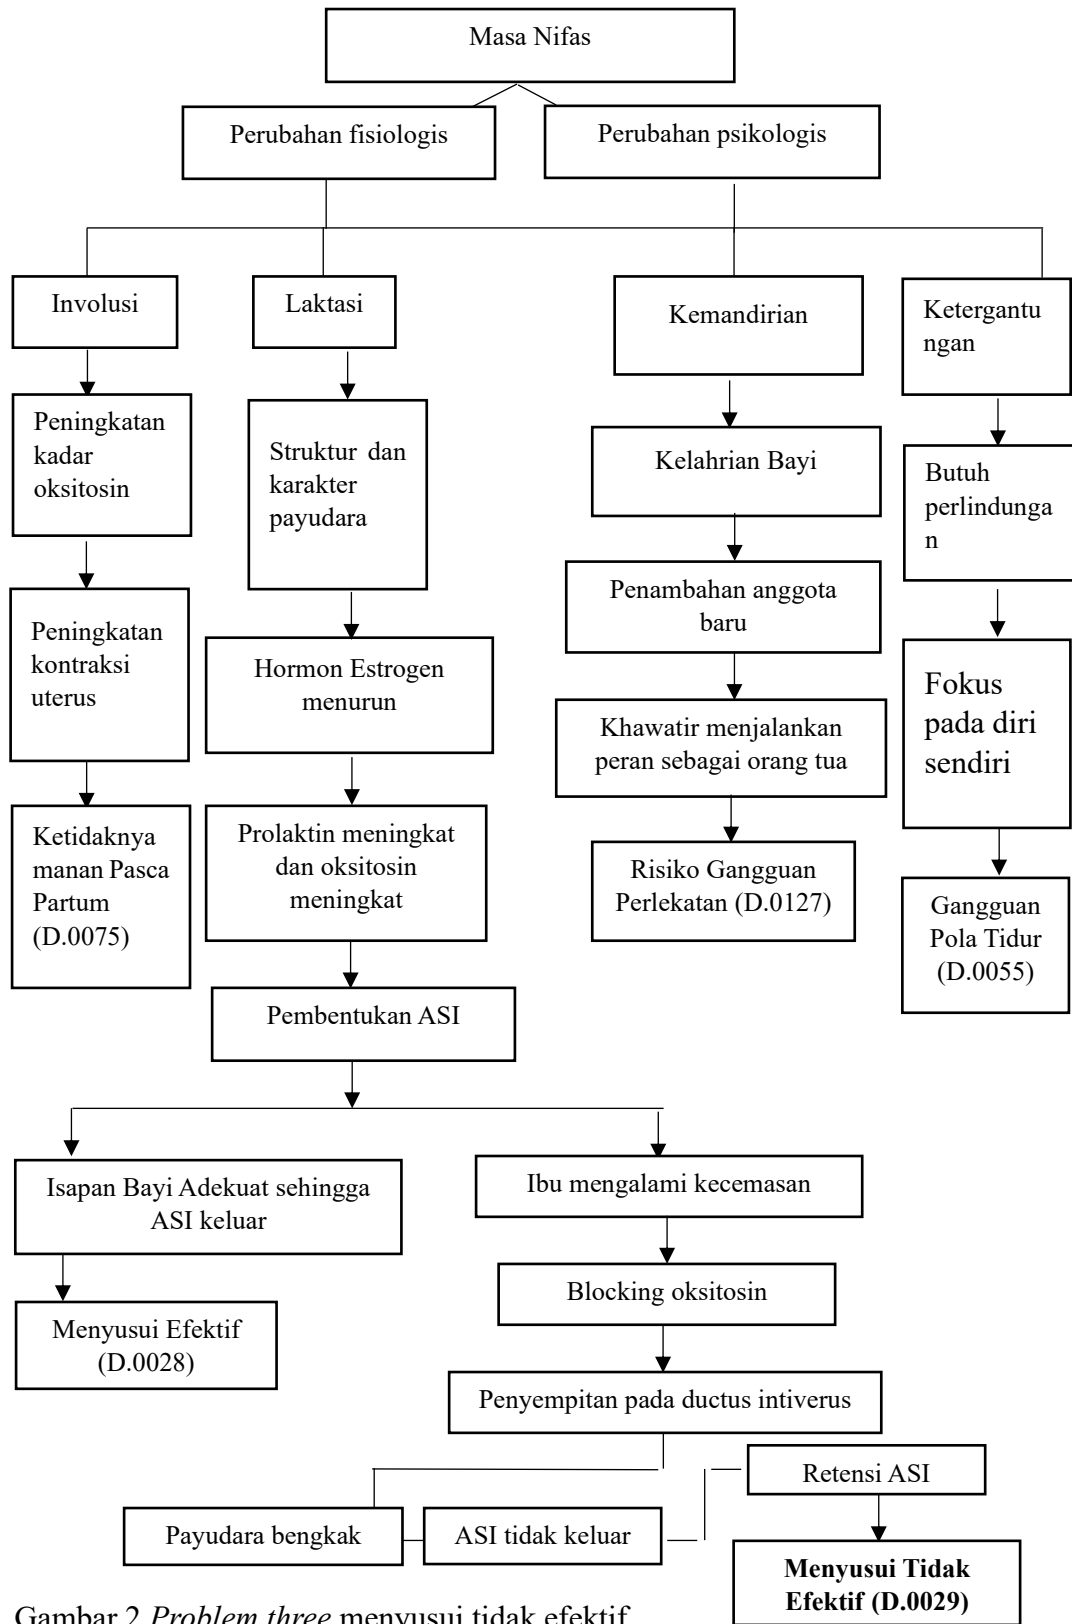 Masa Nifas
Perubahan fisiologis
Perubahan psikologis
Involusi
Laktasi
Kemandirian
Ketergantu
ngan
Peningkatan
kadar
oksitosin
Struktur dan
karakter
payudara
Kelahrian Bayi
Butuh
perlindunga
n
Peningkatan
kontraksi
uterus
Hormon Estrogen
menurun
Penambahan anggota
baru
Fokus
pada diri
sendiri
Khawatir menjalankan
peran sebagai orang tua
Ketidaknya
manan Pasca
Partum
(D.0075)
Prolaktin meningkat
dan oksitosin
meningkat
Risiko Gangguan
Perlekatan (D.0127)
Gangguan
Pola Tidur
(D.0055)
Pembentukan ASI
Isapan Bayi Adekuat sehingga
ASI keluar
Ibu mengalami kecemasan
Menyusui Efektif
(D.0028)
Blocking oksitosin
Penyempitan pada ductus intiverus
Retensi ASI
Payudara bengkak
ASI tidak keluar
Menyusui Tidak
Efektif (D.0029)
Gambar 2 Problem three menyusui tidak efektif